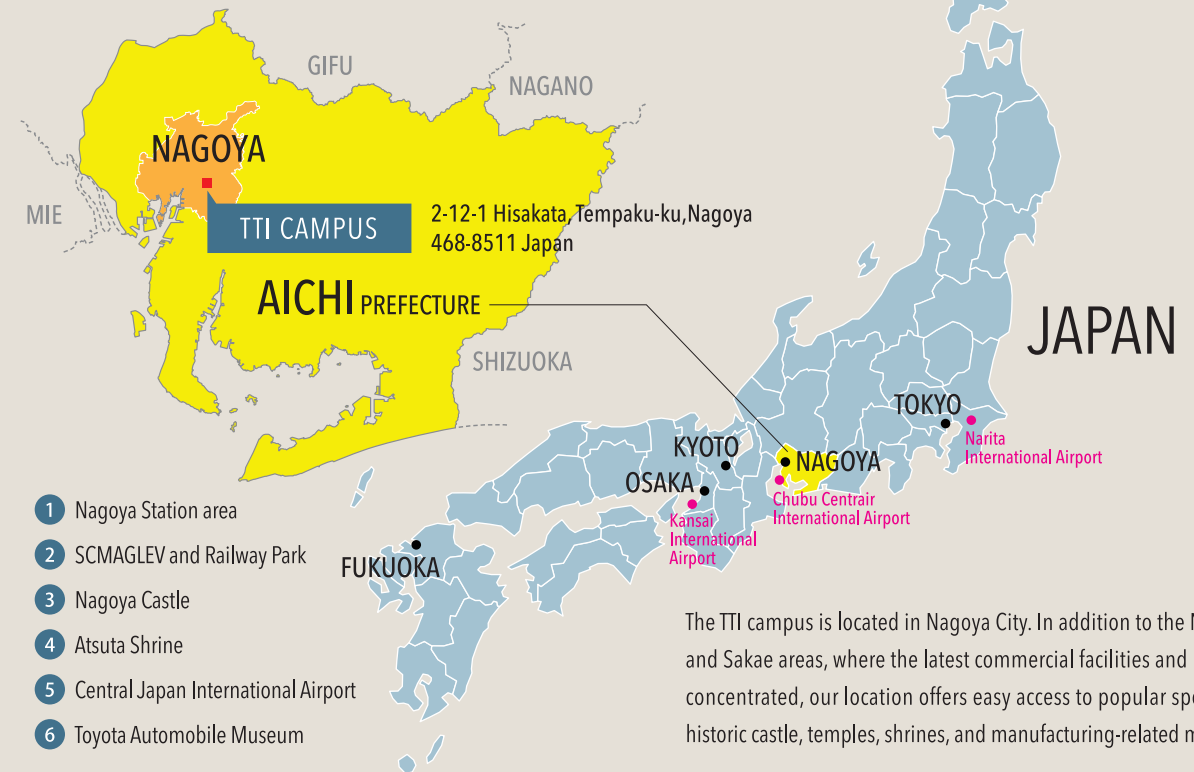 GIFU
NAGANO
NAGOYA
MIE
TTI CAMPUS
2-12-1 Hisakata, Tempaku-ku,Nagoya
468-8511 Japan
AICHI PREFECTURE
SHIZUOKA
JAPAN
TOKYO
Narita
International Airport
KYOTO
NAGOYA
OSAKA
Chubu Centrair
International Airport
Kansai
International
Airport
FUKUOKA
1 Nagoya Station area
2 SCMAGLEV and Railway Park
3 Nagoya Castle
4 Atsuta Shrine
5 Central Japan International Airport
6 Toyota Automobile Museum
The TTI campus is located in Nagoya City. In addition to the
and Sakae areas, where the latest commercial facilities and
concentrated, our location offers easy access to popular
historic castle, temples, shrines, and manufacturing-related